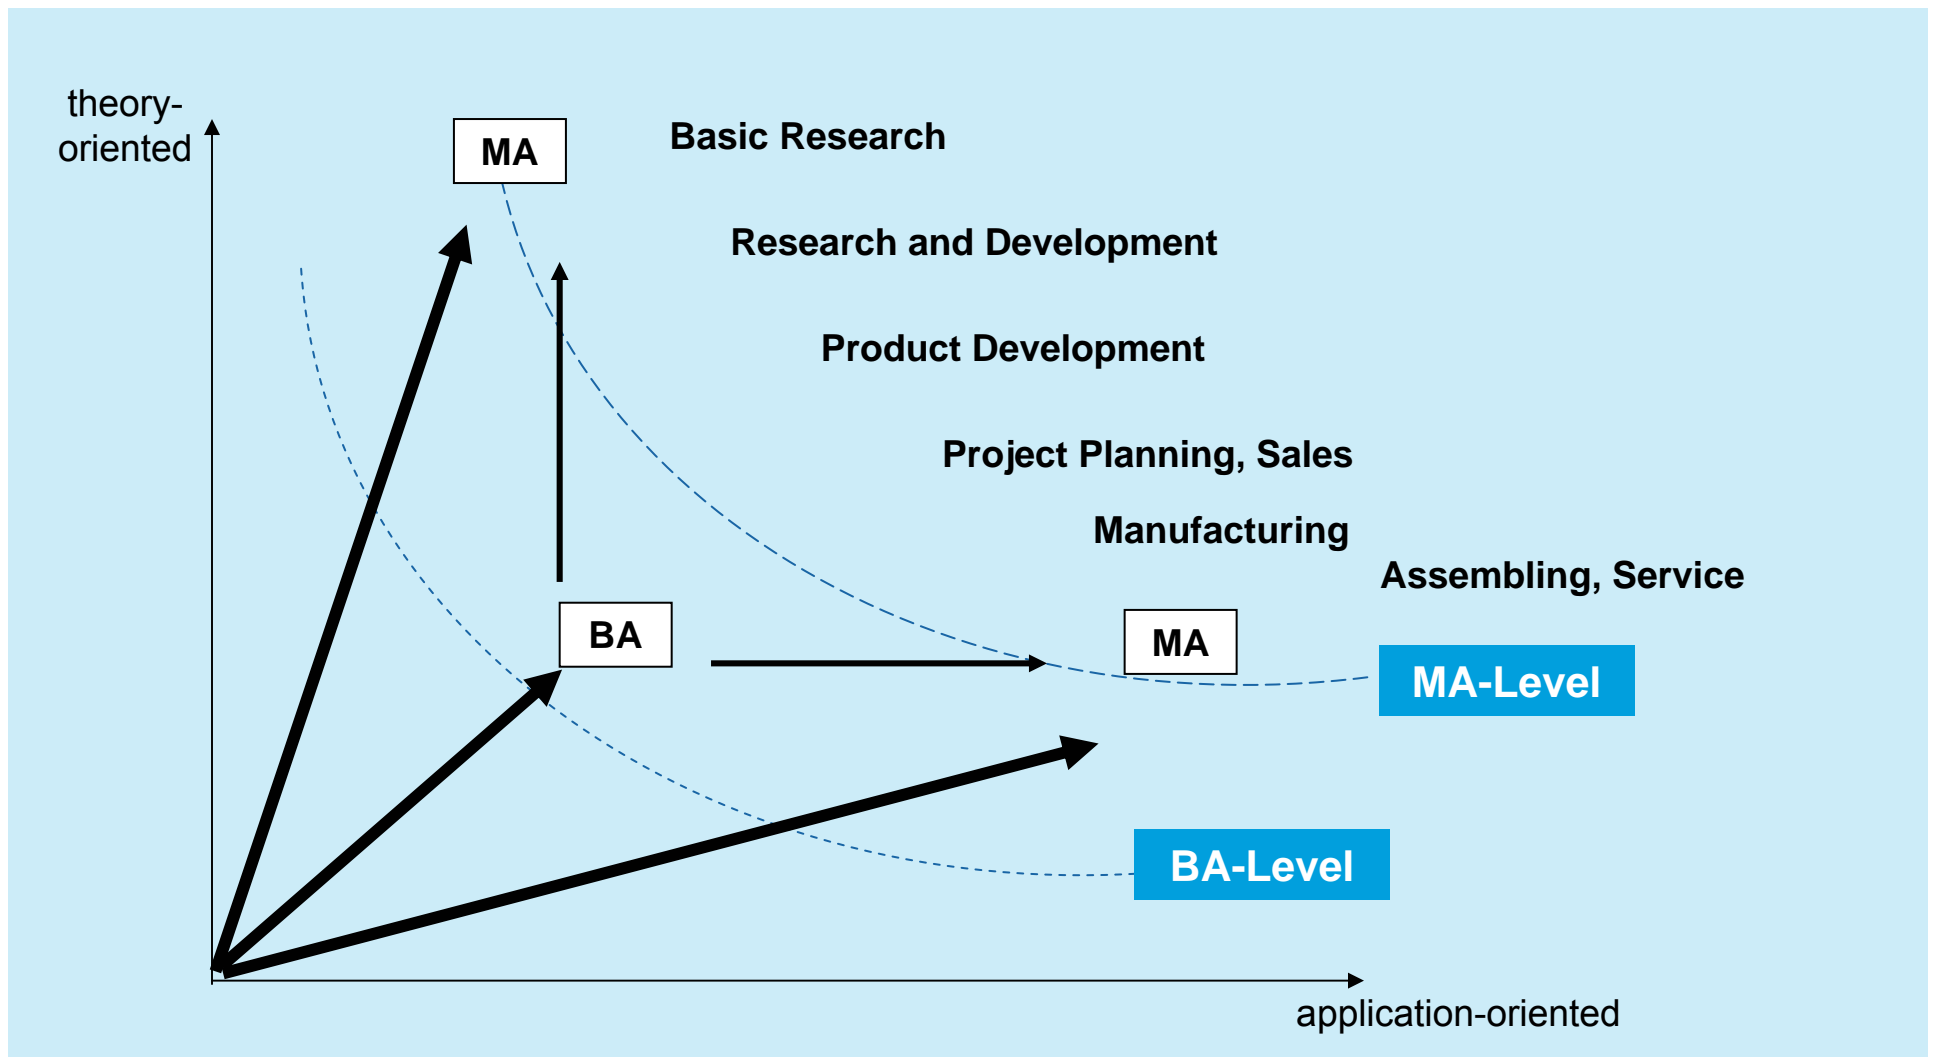 theory-
oriented
MA
Basic Research
Research and Development
Product Development
Project Planning, Sales
Manufacturing
Assembling, Service
BA
MA
MA-Level
BA-Level
application-oriented